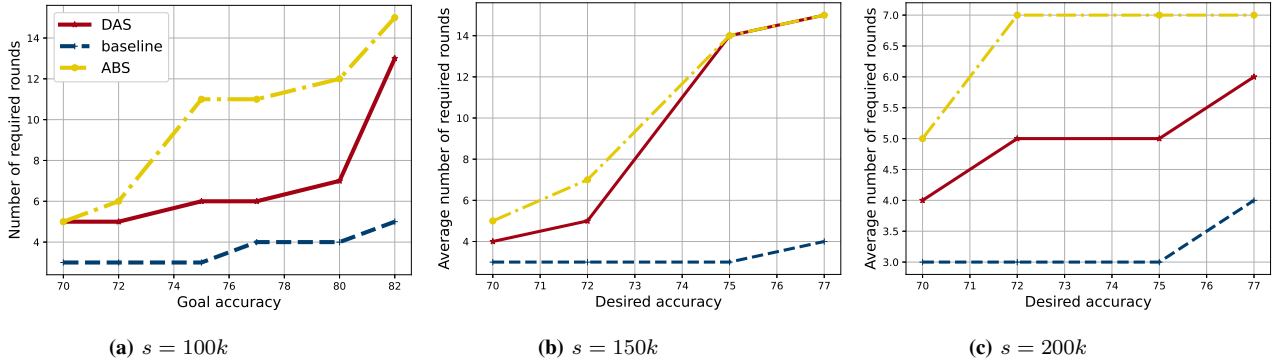 DAS
baseline
ABS
Number of required rounds
14
12
10
8
6
4
70 72 74 76 78 80 82
Goal accuracy
(a) s = 100k
Average number of required rounds
14
12
10
8
6
4
70 71 72 73 74 75 76 77
Desired accuracy
(b) s = 150k
Average number of required rounds
7.0
6.5
6.0
5.5
5.0
4.5
4.0
3.5
3.0
70 71 72 73 74 75 76 77
Desired accuracy
(c) s = 200k